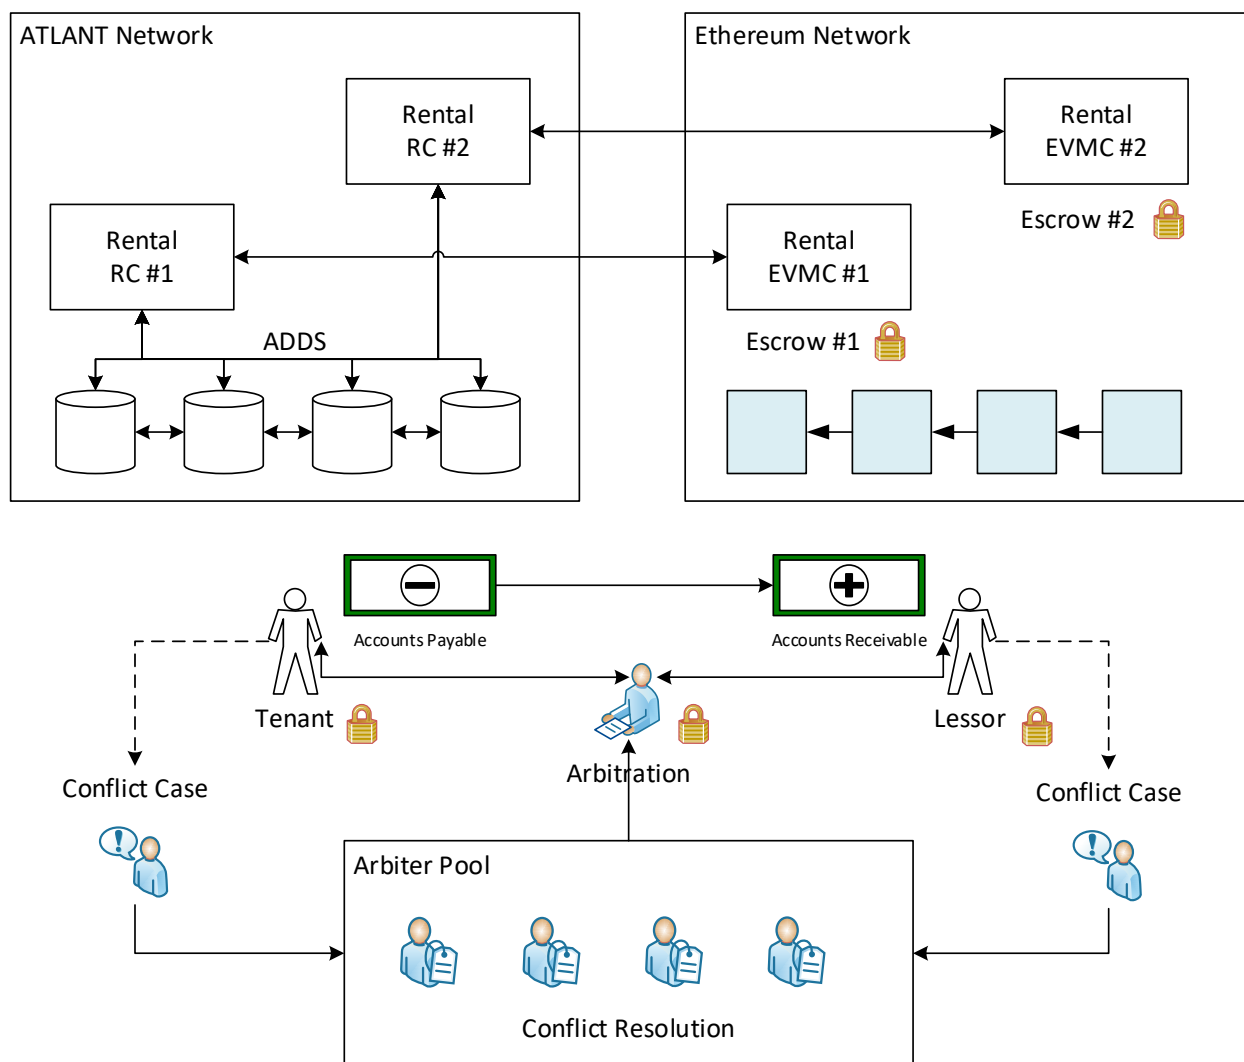 ATLANT Network
Ethereum Network
Rental
RC #2
Rental
EVMC #2
Escrow #2
Rental
RC #1
Rental
EVMC #1
Escrow #1
ADDS
Accounts Payable
Accounts Receivable
Tenant
Lessor
Arbitration
Conflict Case
Conflict Case
Arbiter Pool
Conflict Resolution